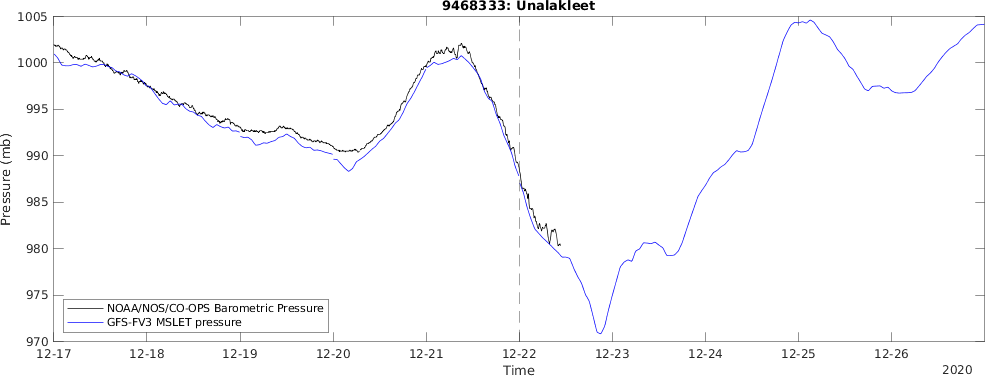 9468333: Unalakleet
1005
1000
995
990
985
980
975
970
Pressure (mb)
NOAA/NOS/CO-OPS Barometric Pressure
GFS-FV3 MSLET pressure
12-17 12-18 12-19 12-20 12-21 12-22 12-23 12-24 12-25 12-26
Time
2020